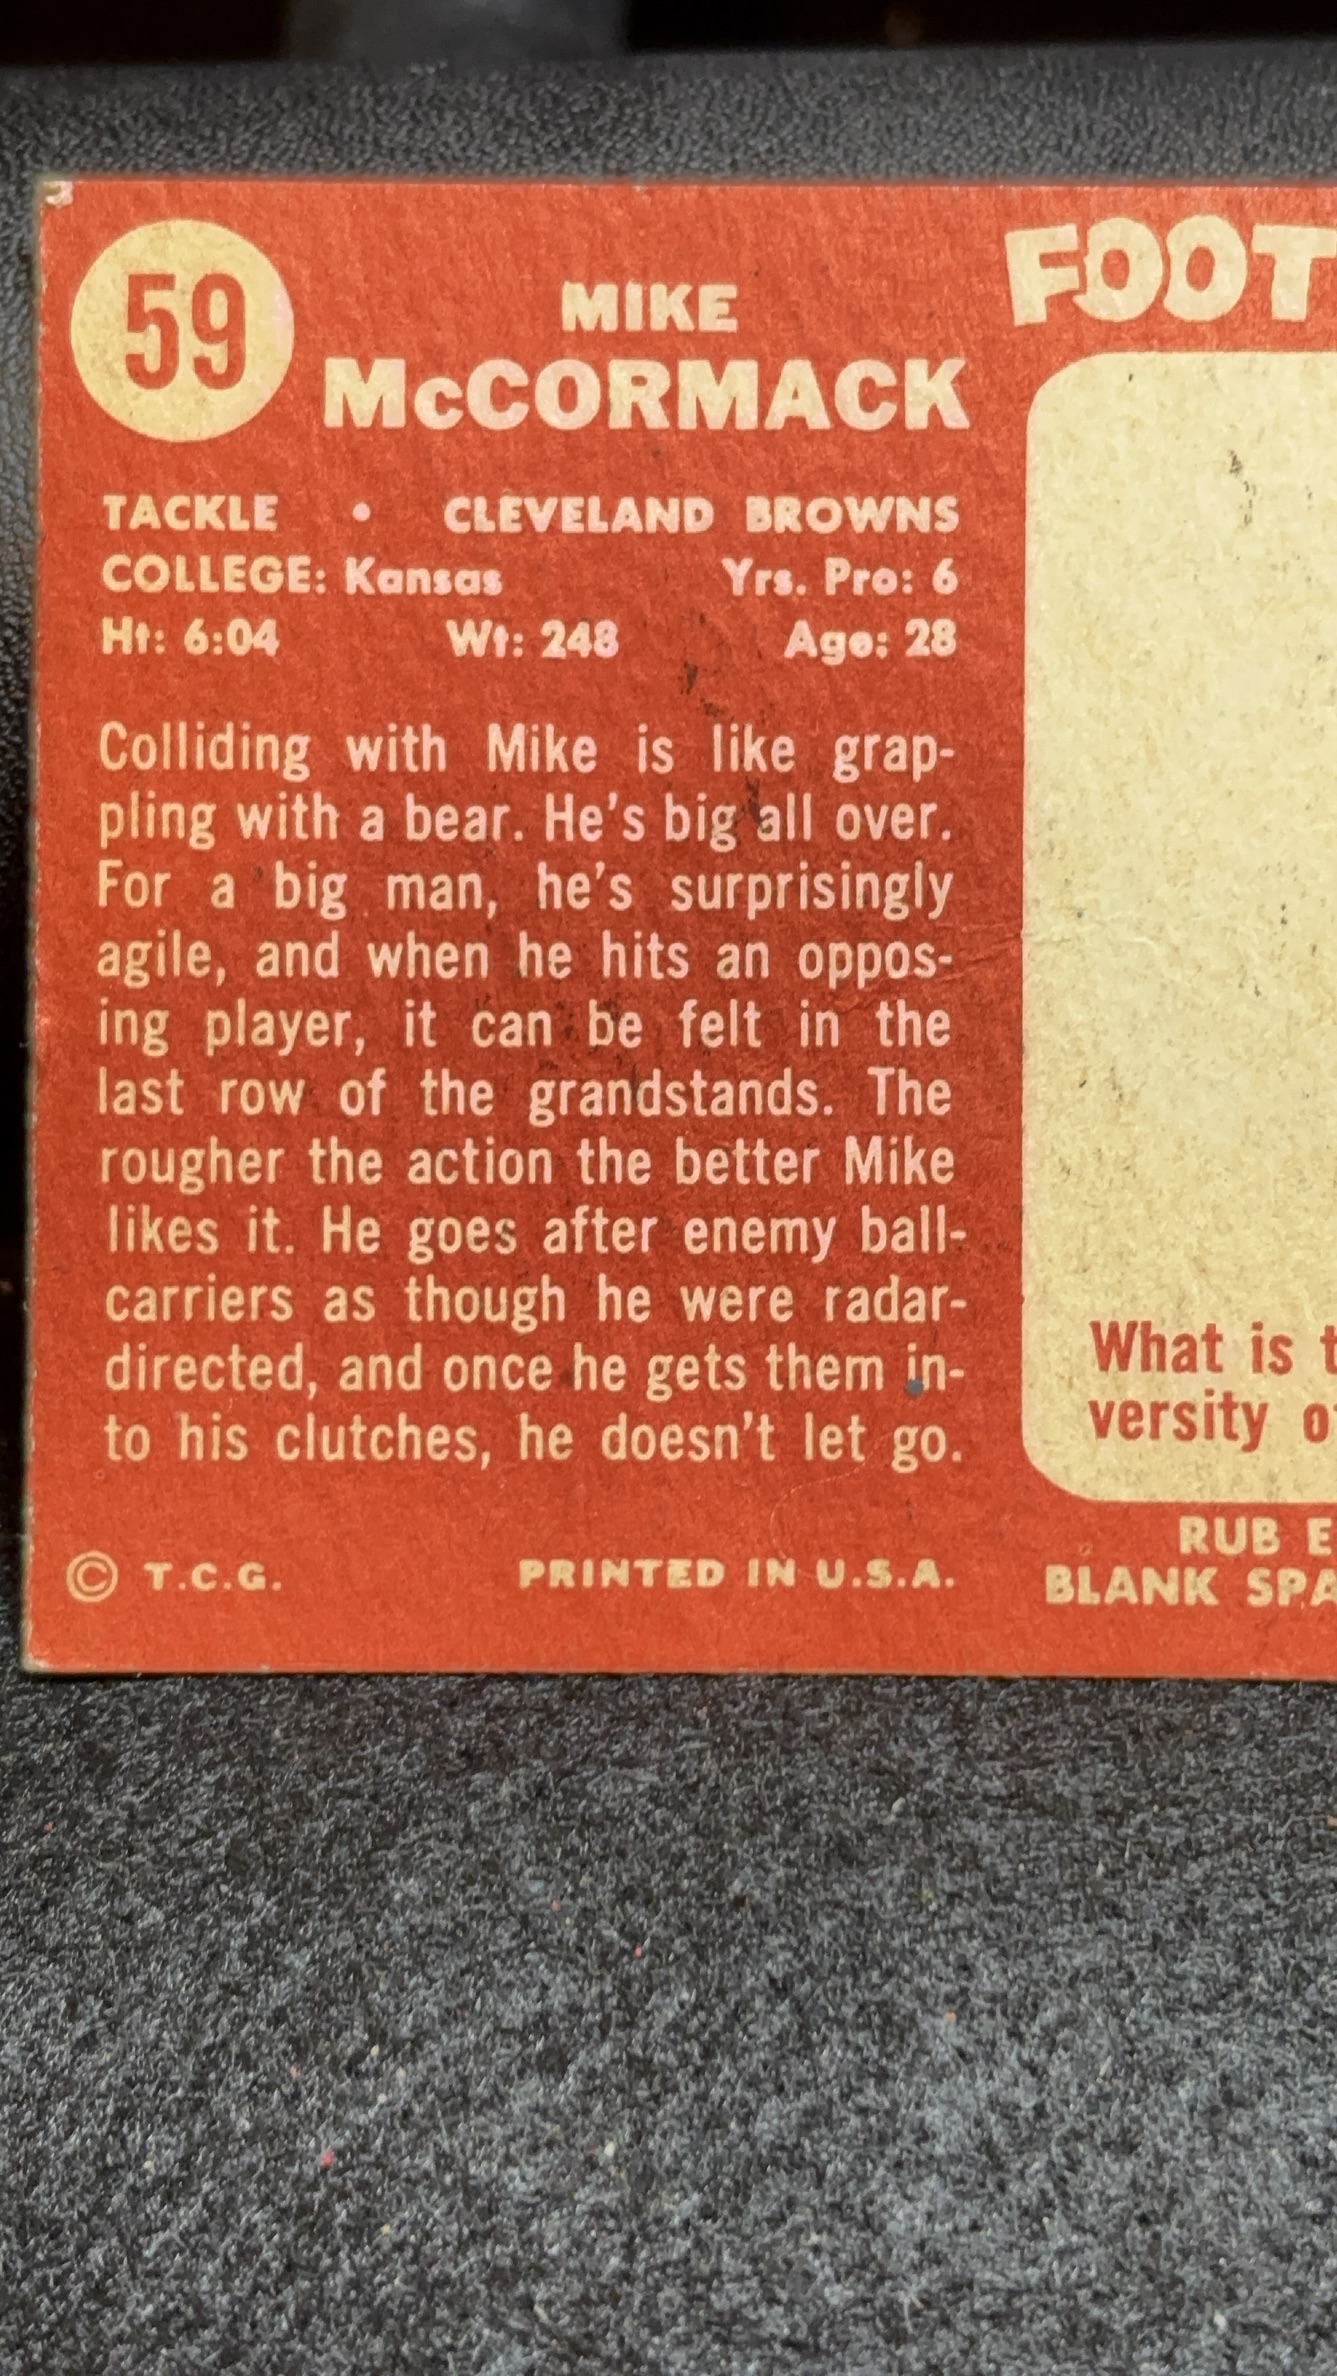 59
MIKE
McCORMACK
TACKLE • CLEVELAND BROWNS
COLLEGE: Kansas Yrs. Pro: 6
Ht: 6:04 Wt: 248 Age: 28
Colliding with Mike is like grap-
pling with a bear. He's big all over.
For a big man, he's surprisingly
agile, and when he hits an oppos-
ing player, it can be felt in the
last row of the grandstands. The
rougher the action the better Mike
likes it. He goes after enemy ball-
carriers as though he were radar-
directed, and once he gets them in-
to his clutches, he doesn't let go.
© T.C.G. PRINTED IN U.S.A.
FOOT
What is
versity
RUB
BLANK